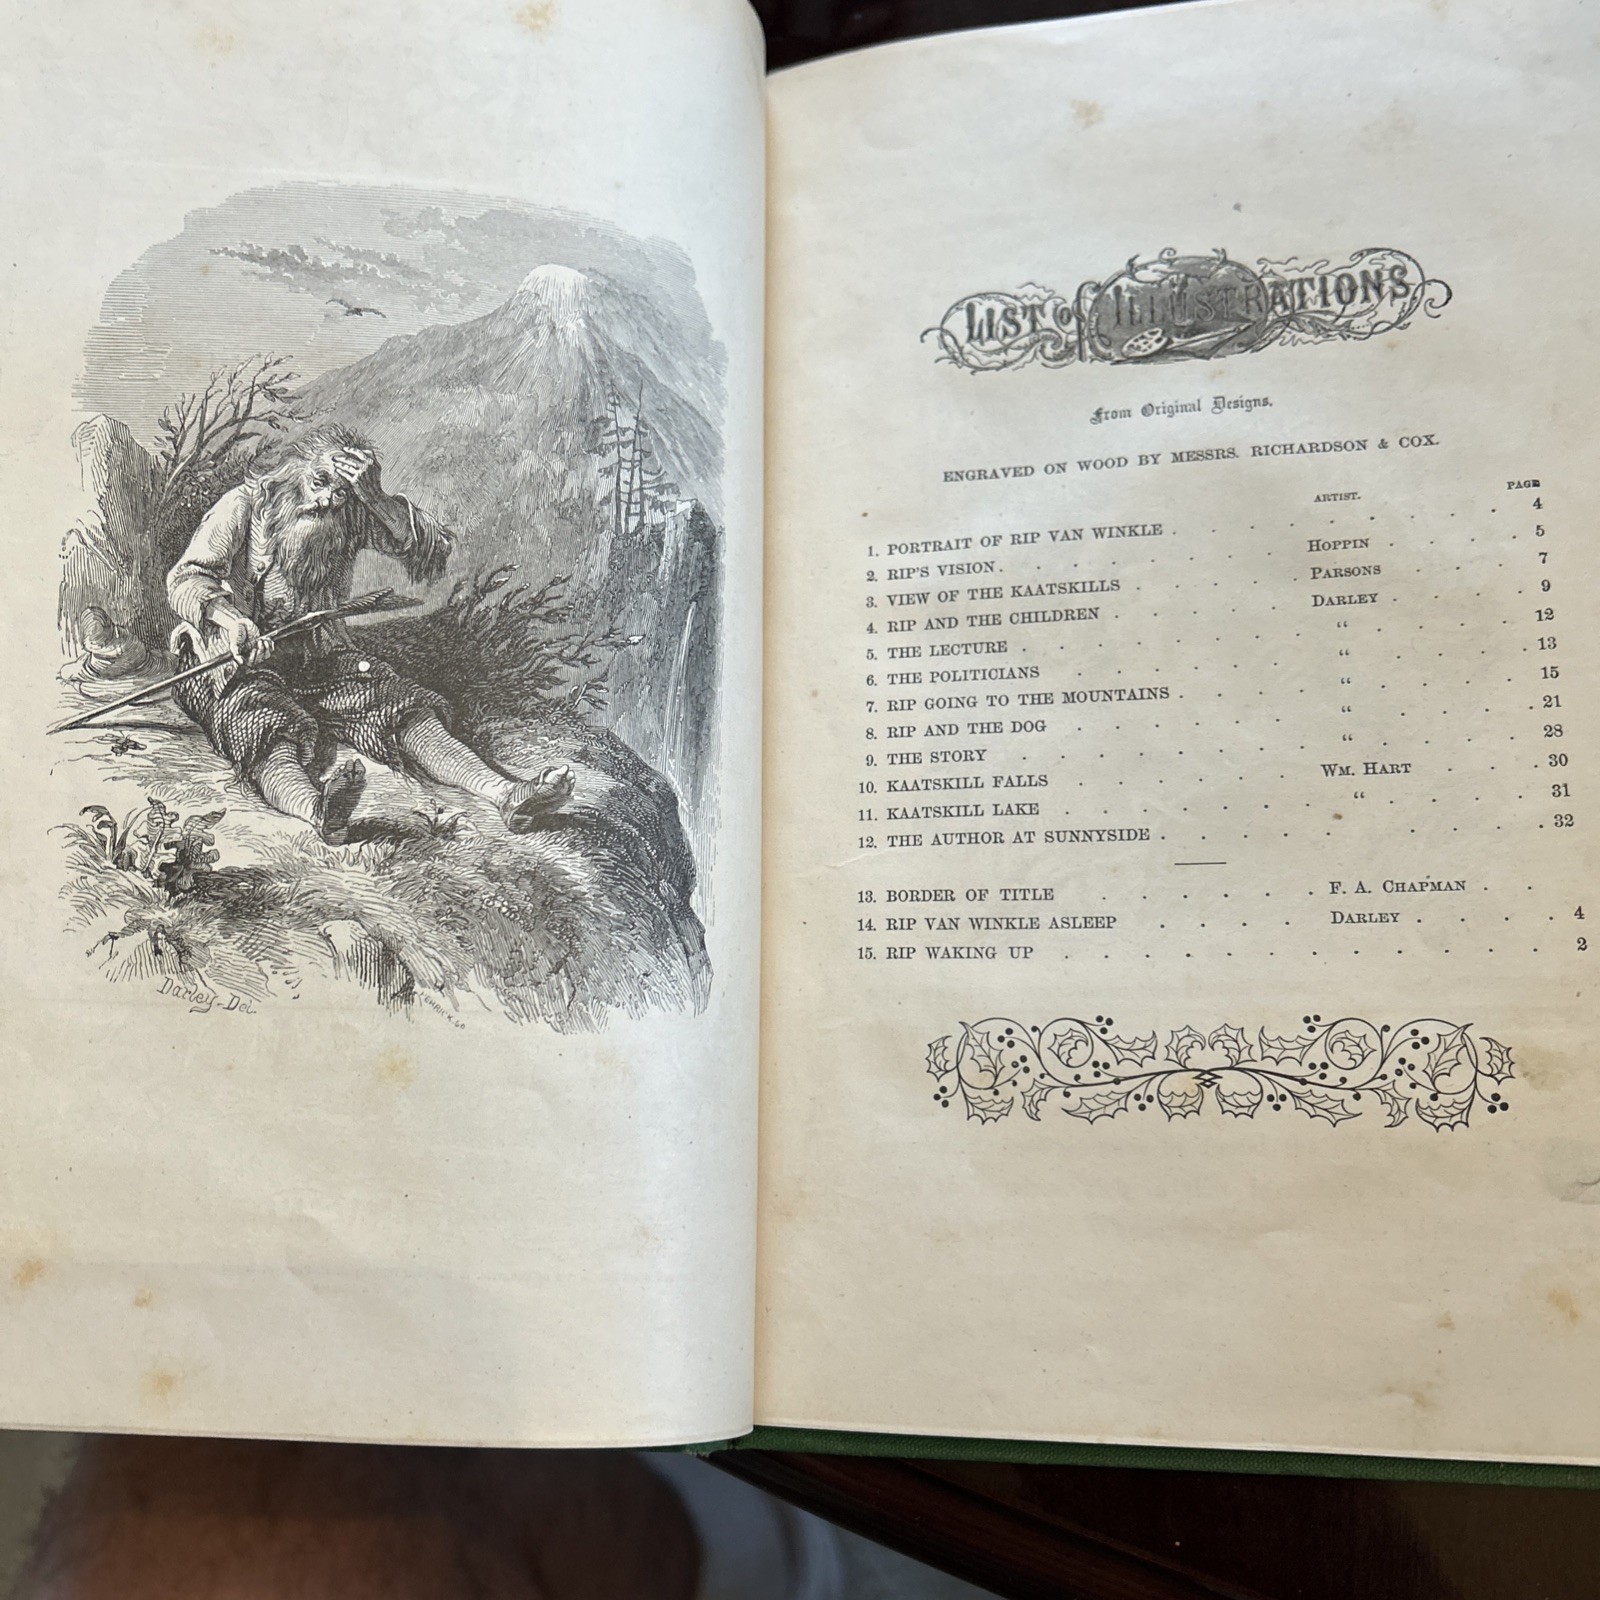 Darley. Del.
LIST OF ILLUSTRATIONS
From Original Designs.
ENGRAVED ON WOOD BY MESSRS. RICHARDSON & COX.
ARTIST. PAGE
1. PORTRAIT OF RIP VAN WINKLE . . . . . . . 4
2. RIP'S VISION . . . . . . HOPPIN . . . . 5
3. VIEW OF THE KAATSKILLS . . . . PARSONS . . . 7
4. RIP AND THE CHILDREN . . . . DARLEY . . . . 9
5. THE LECTURE . . . . . . “ . . . . 12
6. THE POLITICIANS . . . . . “ . . . . 13
7. RIP GOING TO THE MOUNTAINS . . . . “ . . . . 15
8. RIP AND THE DOG . . . . . “ . . . . 21
9. THE STORY . . . . . . “ . . . . 28
10. KAATSKILL FALLS . . . . . WM. HART . . . 30
11. KAATSKILL LAKE . . . . . . “ . . . . 31
12. THE AUTHOR AT SUNNYSIDE . . . . . . . . 32
13. BORDER OF TITLE . . . . . F. A. CHAPMAN . .
14. RIP VAN WINKLE ASLEEP . . . . DARLEY . . . . 4
15. RIP WAKING UP . . . . . . . . . . . 2